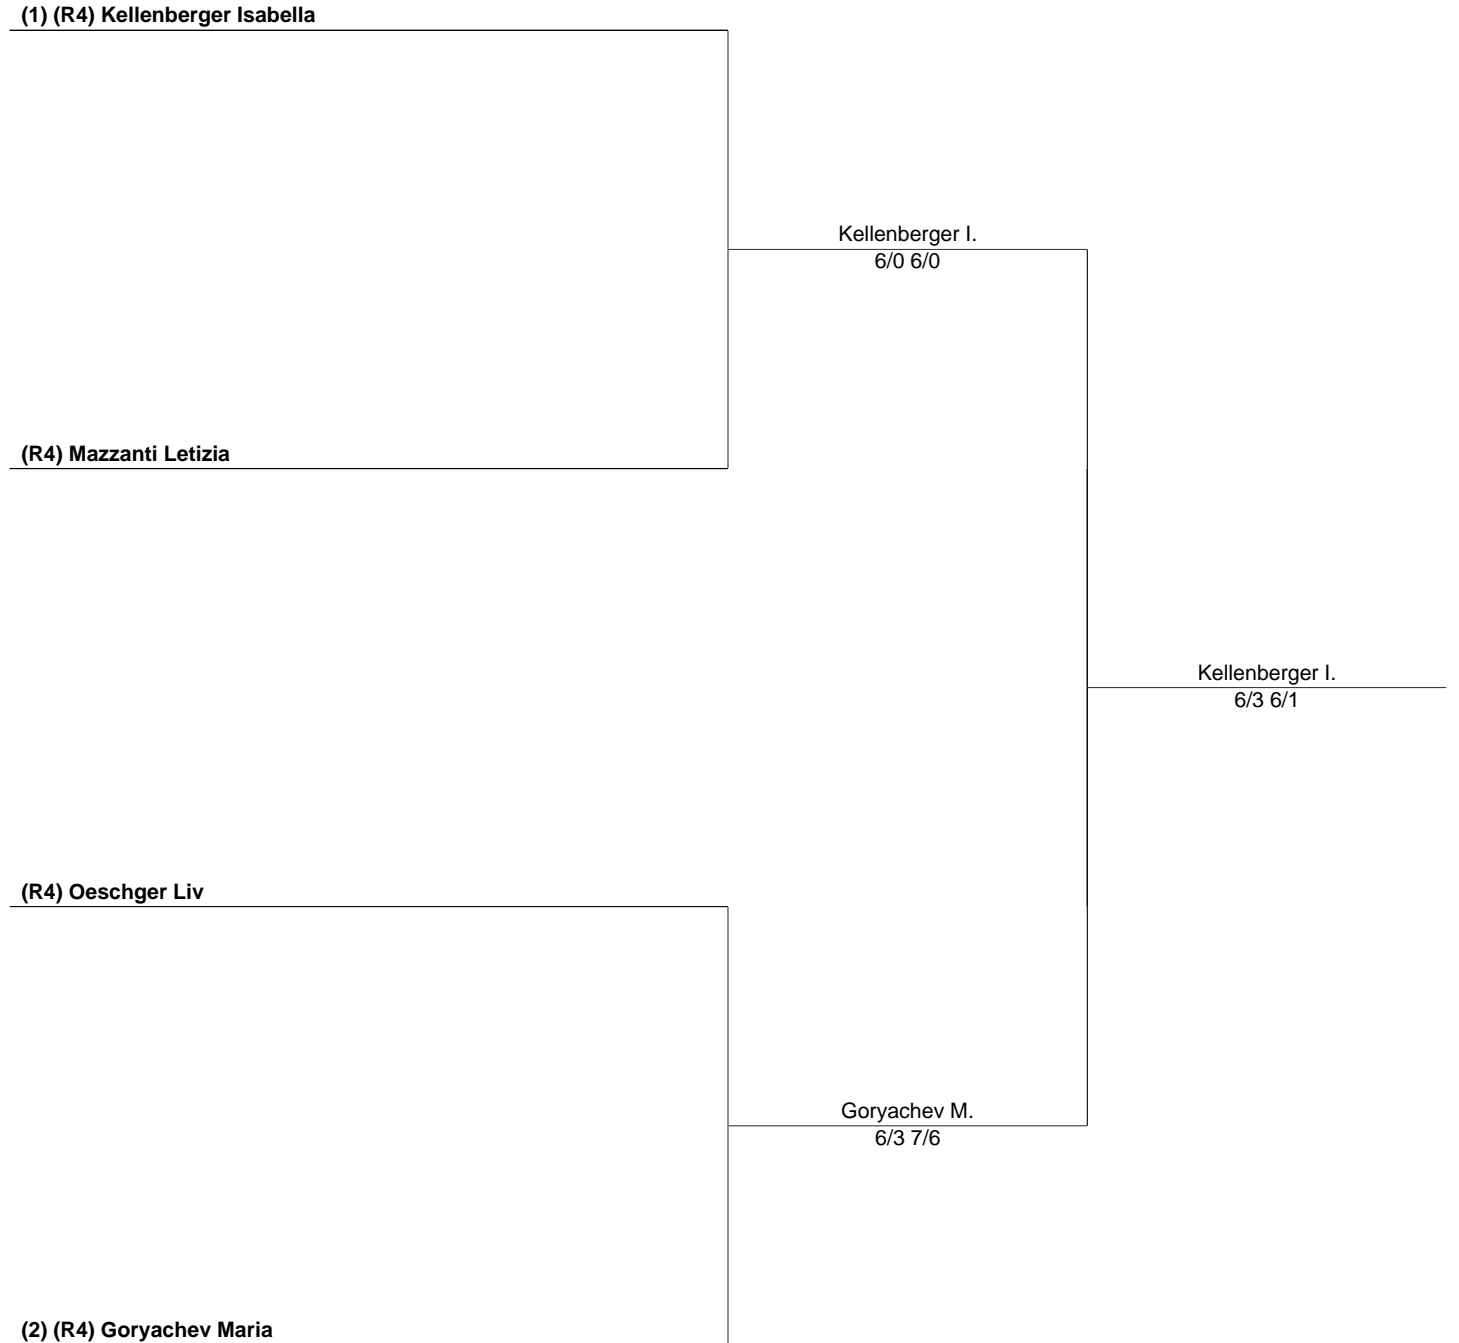 (1) (R4) Kellenberger Isabella
Kellenberger I.
6/0 6/0
(R4) Mazzanti Letizia
Kellenberger I.
6/3 6/1
(R4) Oeschger Liv
Goryachev M.
6/3 7/6
(2) (R4) Goryachev Maria